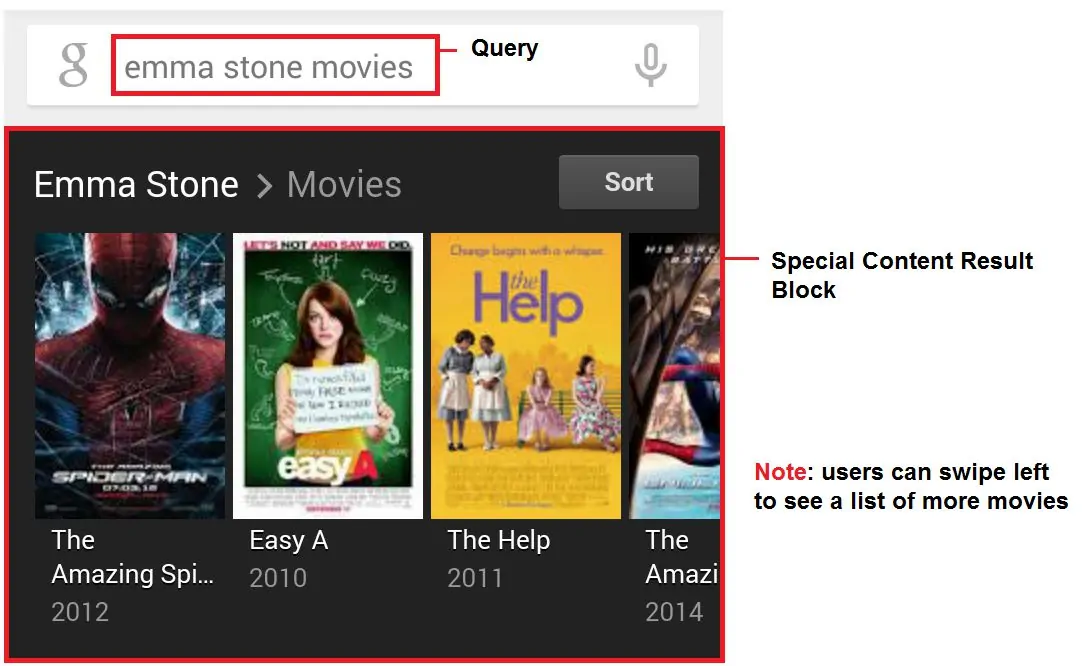 g
emma stone movies
Query
Emma Stone > Movies
Sort
LET'S NOT AND SAY WE DID.
Change begins with a whisper.
the
Help
THE AMAZING
SPIDER-MAN
07.03.12
easy A
Special Content Result
Block
Note: users can swipe left
to see a list of more movies
The
Amazing Spi...
2012
Easy A
2010
The Help
2011
The
Amazi
2014